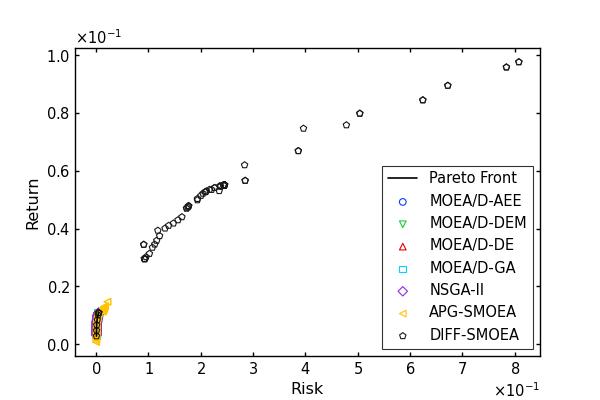 ×10⁻¹
1.0
0.8
0.6
0.4
0.2
0.0
Return
0 1 2 3 4 5 6 7 8
Risk
×10⁻¹
Pareto Front
MOEA/D-AEE
MOEA/D-DEM
MOEA/D-DE
MOEA/D-GA
NSGA-II
APG-SMOEA
DIFF-SMOEA